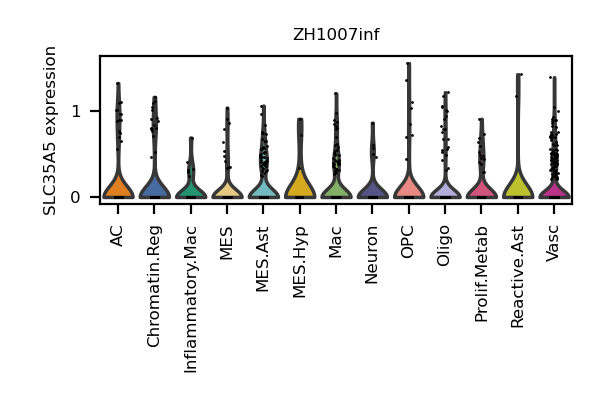 ZH1007inf
SLC35A5 expression
1
0
AC
Chromatin.Reg
Inflammatory.Mac
MES
MES.Ast
MES.Hyp
Mac
Neuron
OPC
Oligo
Prolif.Metab
Reactive.Ast
Vasc